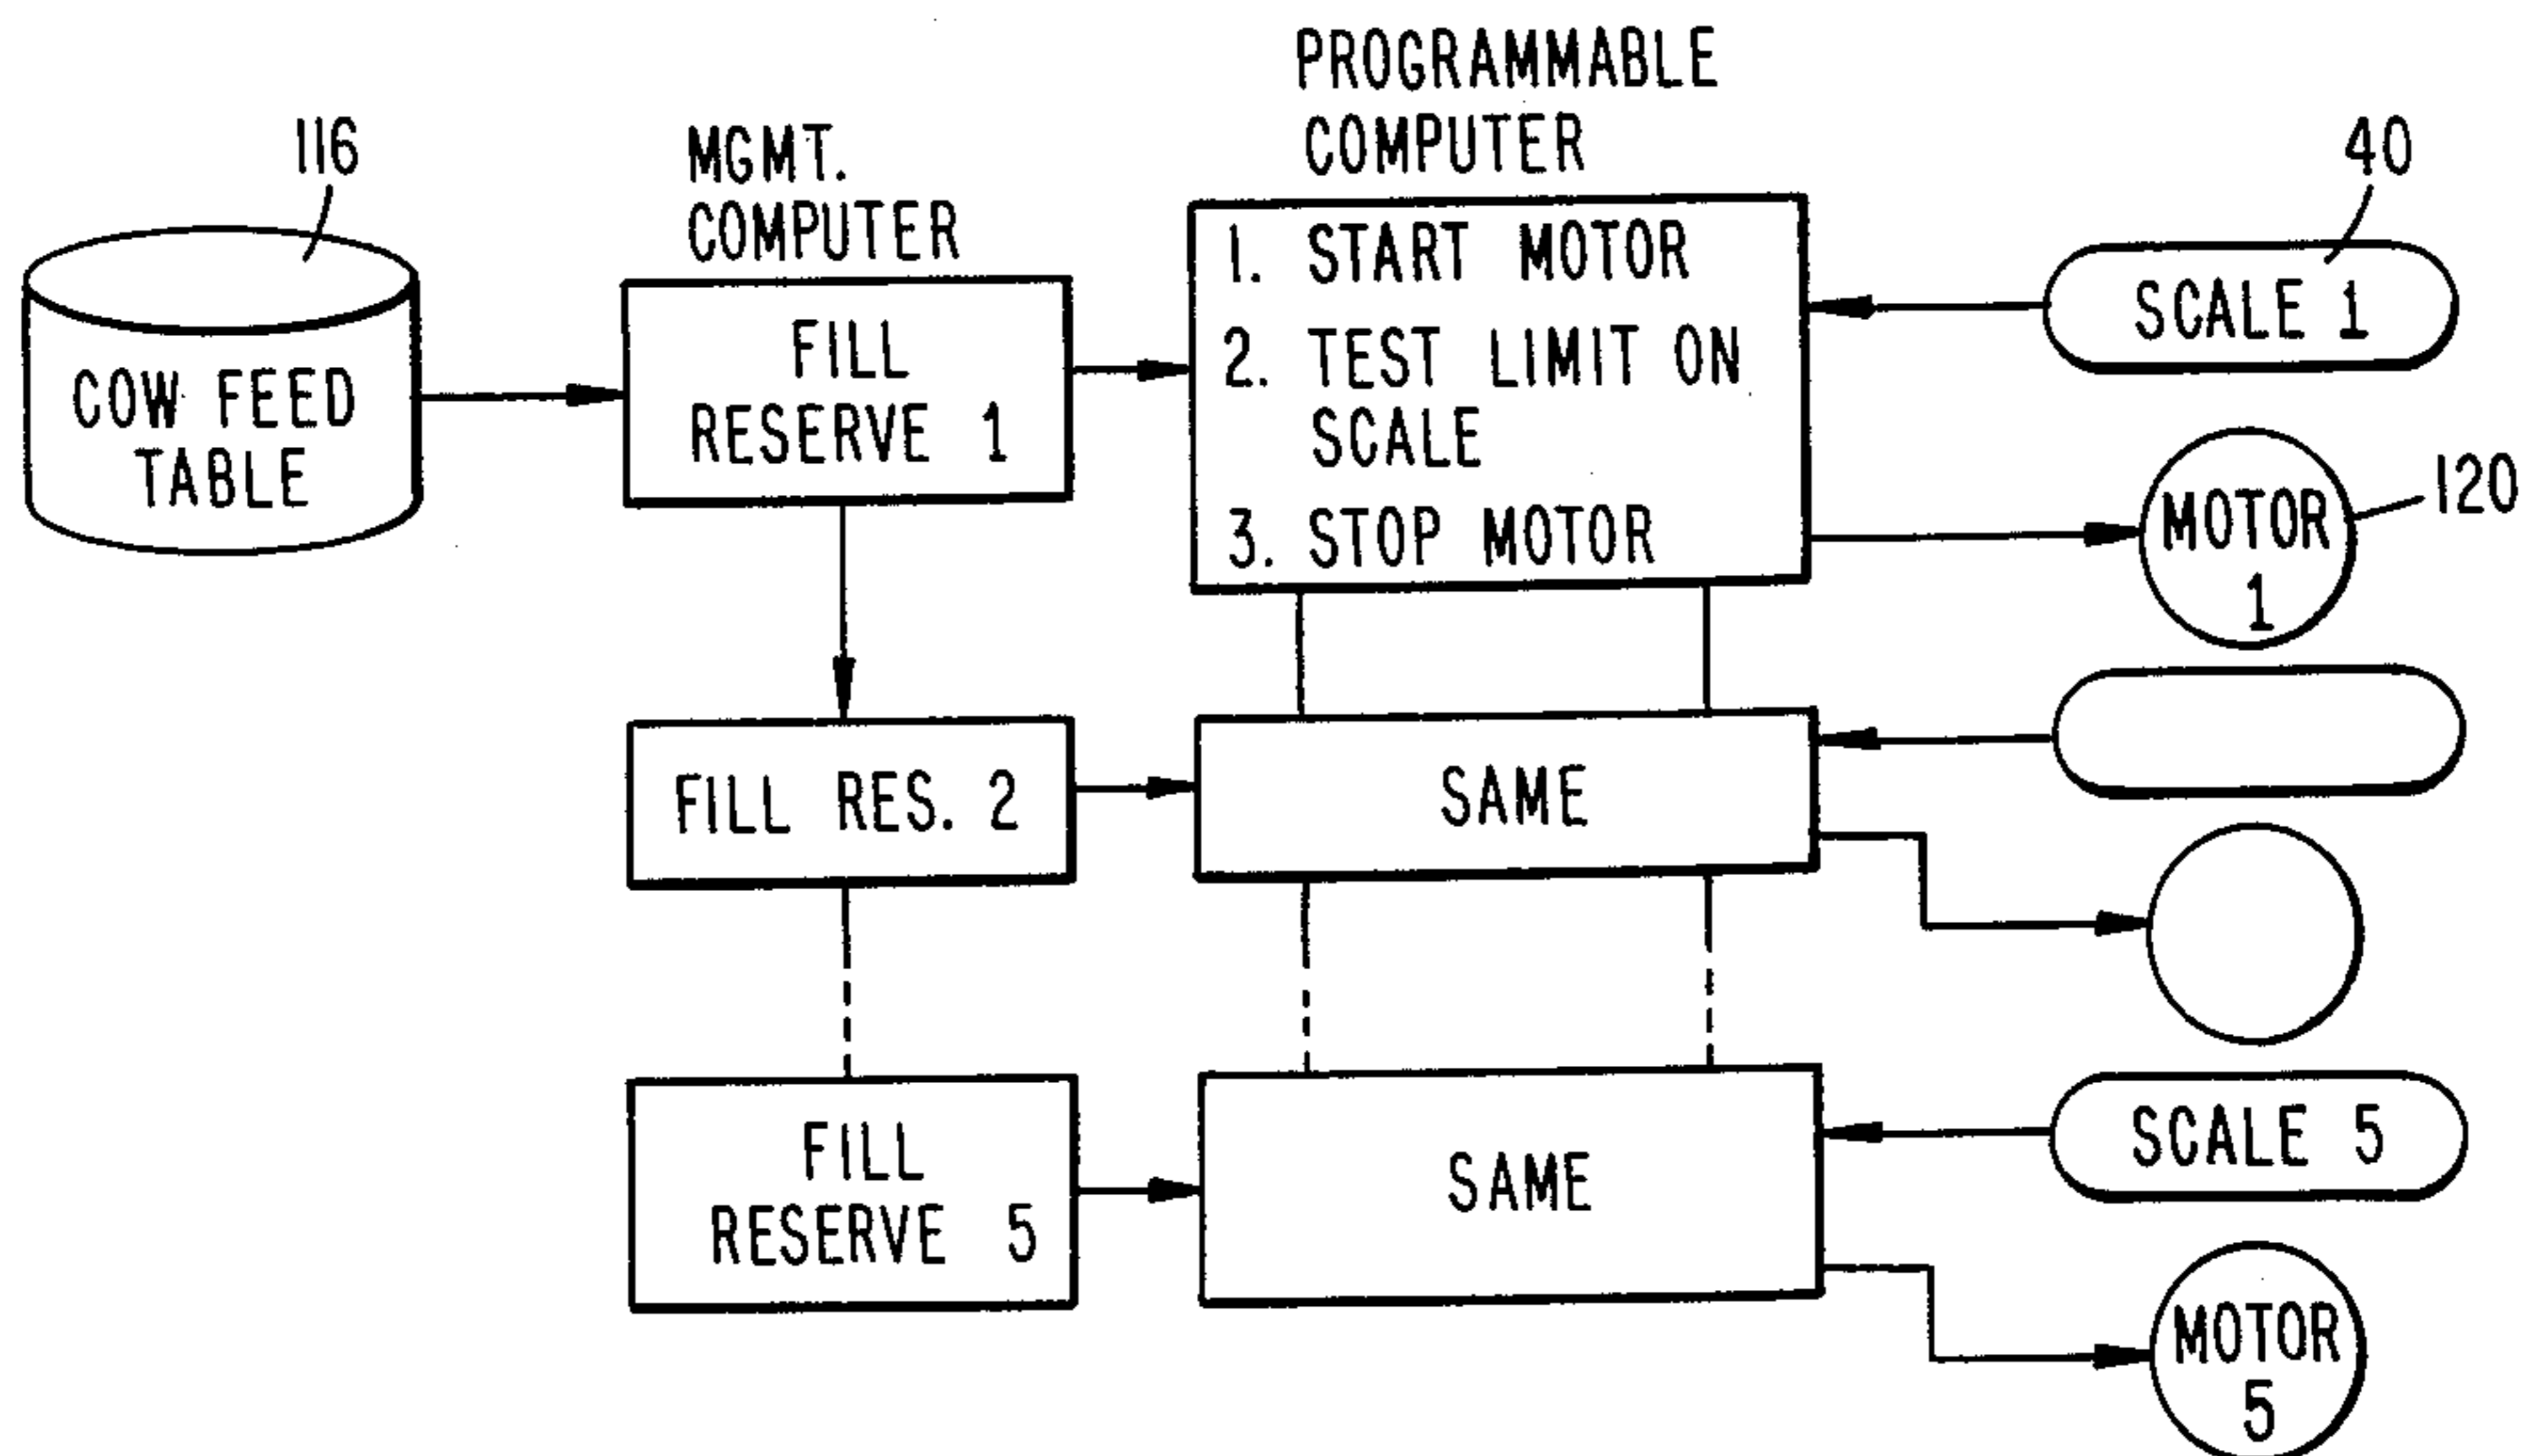 PROGRAMMABLE
COMPUTER
116
MGMT.
COMPUTER
40
COW FEED
TABLE
FILL
RESERVE 1
1. START MOTOR
2. TEST LIMIT ON
SCALE
3. STOP MOTOR
SCALE 1
MOTOR
1
120
FILL RES. 2
SAME
FILL
RESERVE 5
SAME
SCALE 5
MOTOR
5